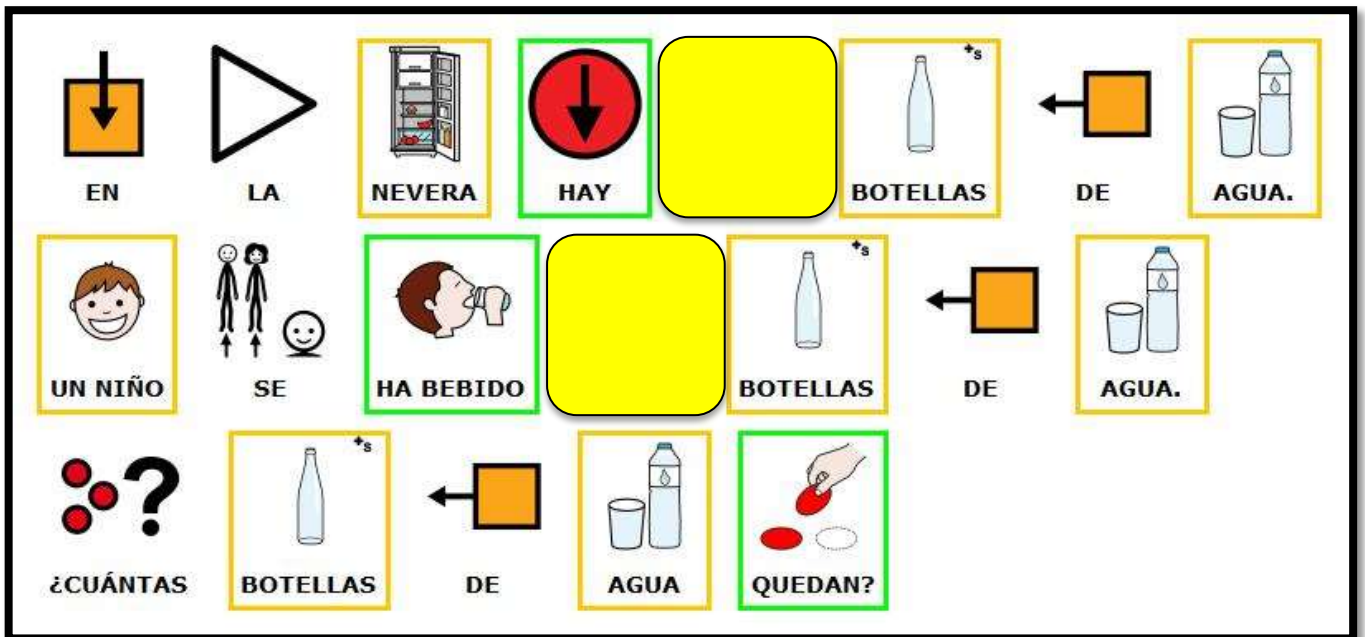 EN LA NEVERA HAY BOTELLAS DE AGUA.
UN NIÑO SE HA BEBIDO BOTELLAS DE AGUA.
¿CUÁNTAS BOTELLAS DE AGUA QUEDAN?